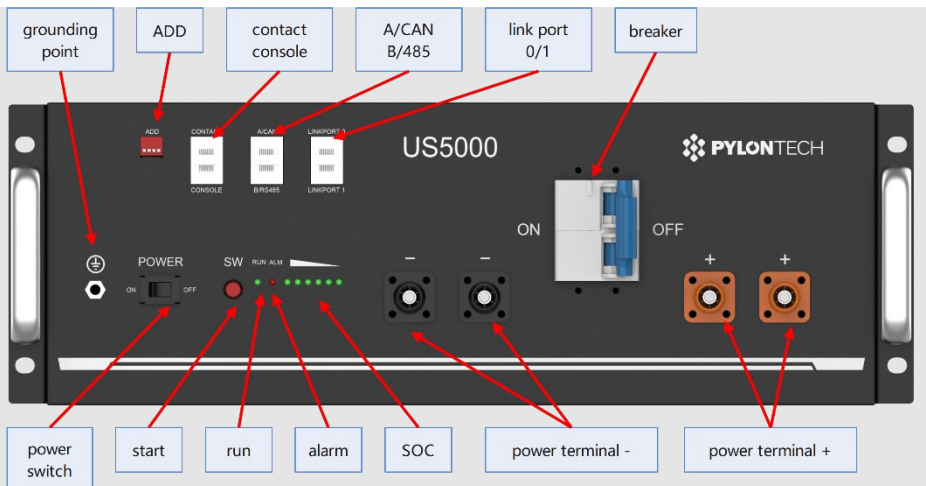 grounding
point
ADD
contact
console
A/CAN
B/485
link port
0/1
breaker
ADD
CONTAC
A/CAN
LINKPORT 0
US5000
PYLONTECH
CONSOLE
B/RS485
LINKPORT 1
ON
OFF
POWER
SW
RUN
ALM
ON
OFF
−
−
+
+
power
switch
start
run
alarm
SOC
power terminal -
power terminal +